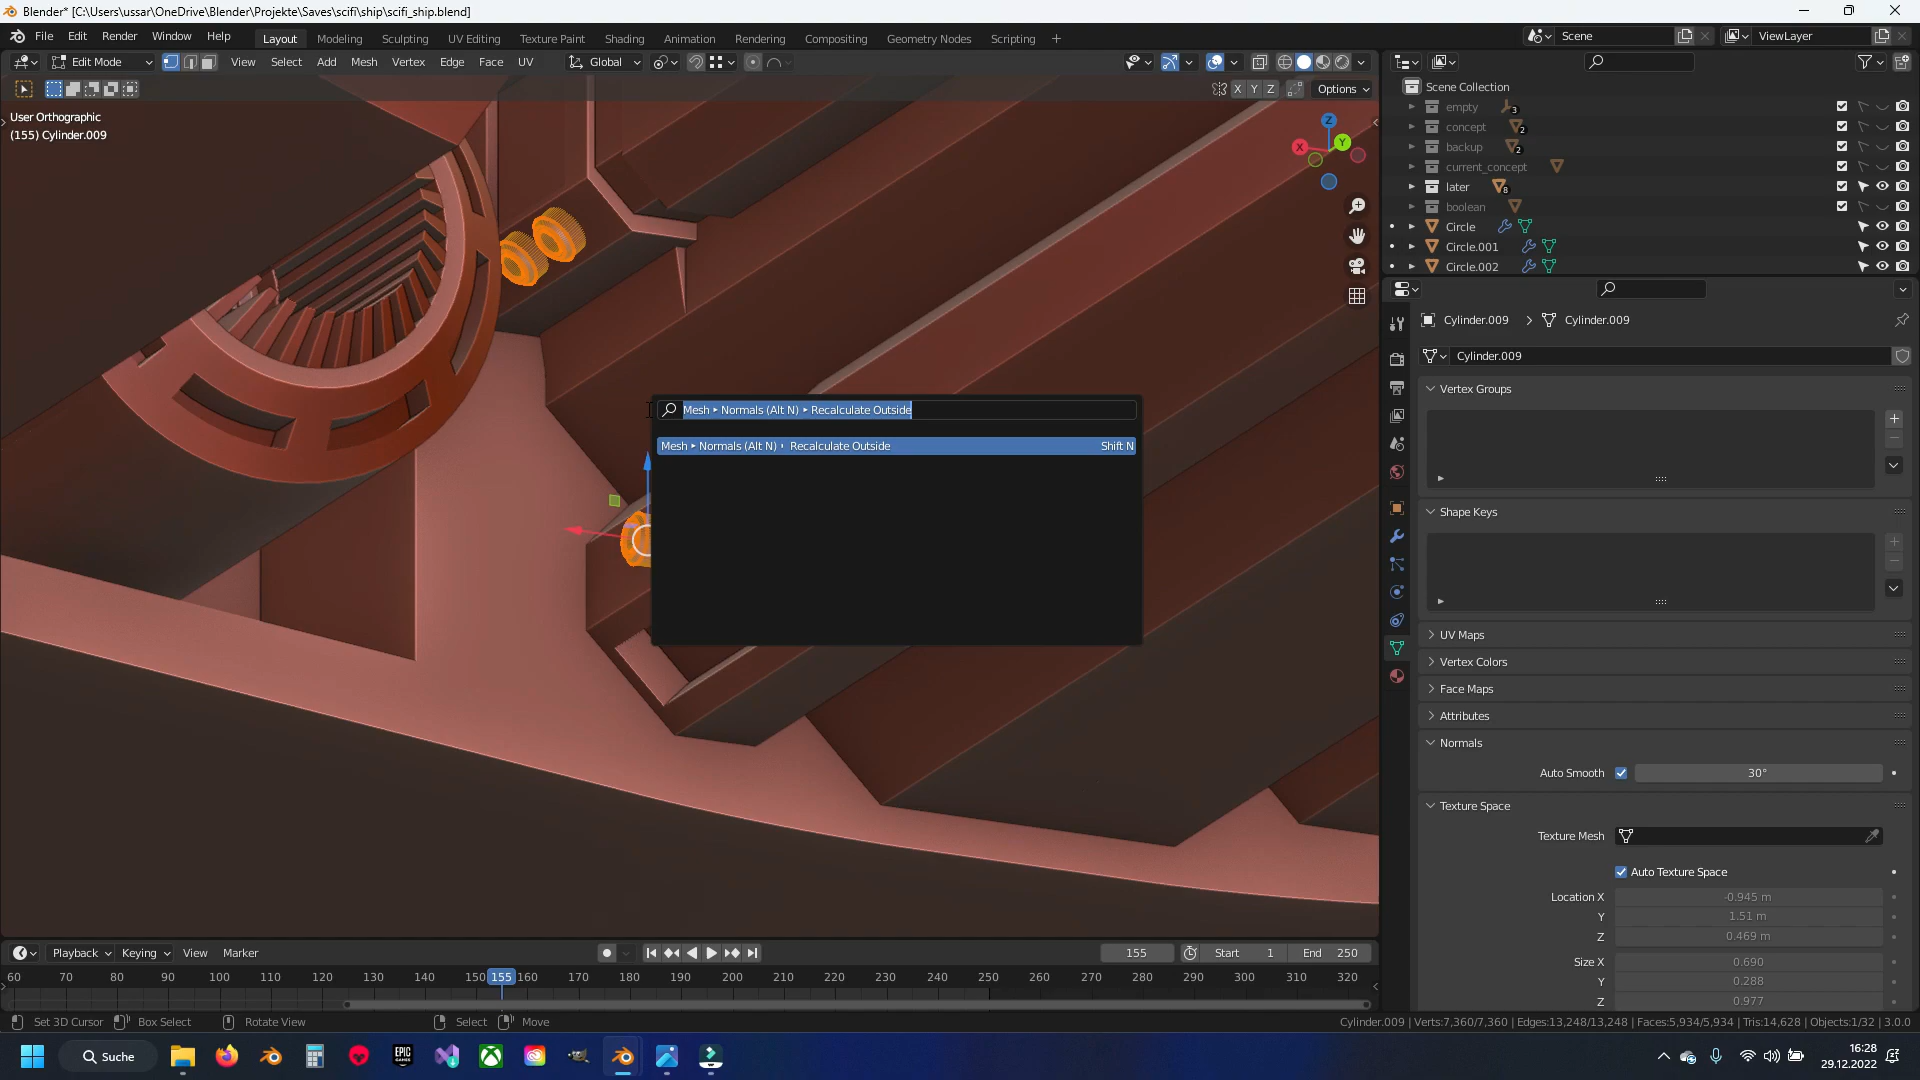 Blender* [C:\Users\ussar\OneDrive\Blender\Projekte\Saves\scifi\ship\scifi_ship.blend]
File Edit Render Window Help
Layout Modeling Sculpting UV Editing Texture Paint Shading Animation Rendering Compositing Geometry Nodes Scripting +
Scene
ViewLayer
Edit Mode
View Select Add Mesh Vertex Edge Face UV
Global
X Y Z
Options
User Orthographic
(155) Cylinder.009
Z
Y
X
Mesh ▸ Normals (Alt N) ▸ Recalculate Outside
Mesh ▸ Normals (Alt N) ▸ Recalculate Outside Shift N
Scene Collection
empty 3
concept 2
backup 2
current_concept
later 8
boolean
Circle
Circle.001
Circle.002
Cylinder.009 > Cylinder.009
Cylinder.009
Vertex Groups
Shape Keys
UV Maps
Vertex Colors
Face Maps
Attributes
Normals
Auto Smooth 30°
Texture Space
Texture Mesh
Auto Texture Space
Location X -0.945 m
Y 1.51 m
Z 0.469 m
Size X 0.690
Y 0.288
Z 0.977
Playback Keying View Marker
155
Start 1
End 250
60 70 80 90 100 110 120 130 140 150 155 160 170 180 190 200 210 220 230 240 250 260 270 280 290 300 310 320
Set 3D Cursor Box Select Rotate View Select Move
Cylinder.009 | Verts:7,360/7,360 | Edges:13,248/13,248 | Faces:5,934/5,934 | Tris:14,628 | Objects:1/32 | 3.0.0
Suche
EPIC GAMES
16:28
29.12.2022